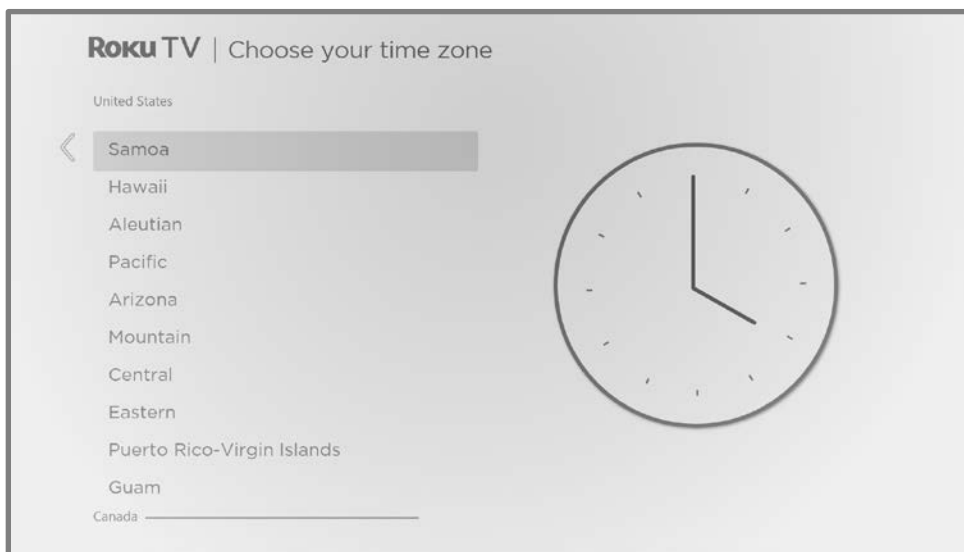 Roku TV | Choose your time zone
United States
Samoa
Hawaii
Aleutian
Pacific
Arizona
Mountain
Central
Eastern
Puerto Rico-Virgin Islands
Guam
Canada